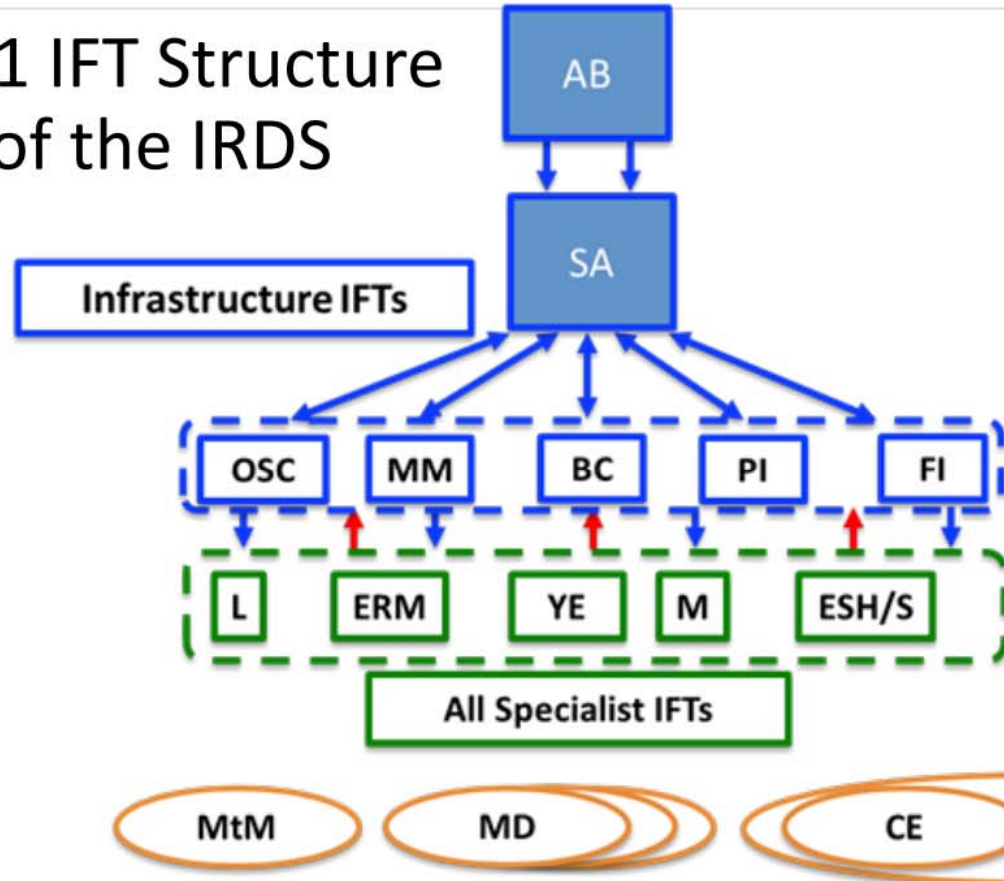 1 IFT Structure
of the IRDS
AB
SA
Infrastructure IFTs
OSC MM BC PI FI
L ERM YE M ESH/S
All Specialist IFTs
MtM MD CE